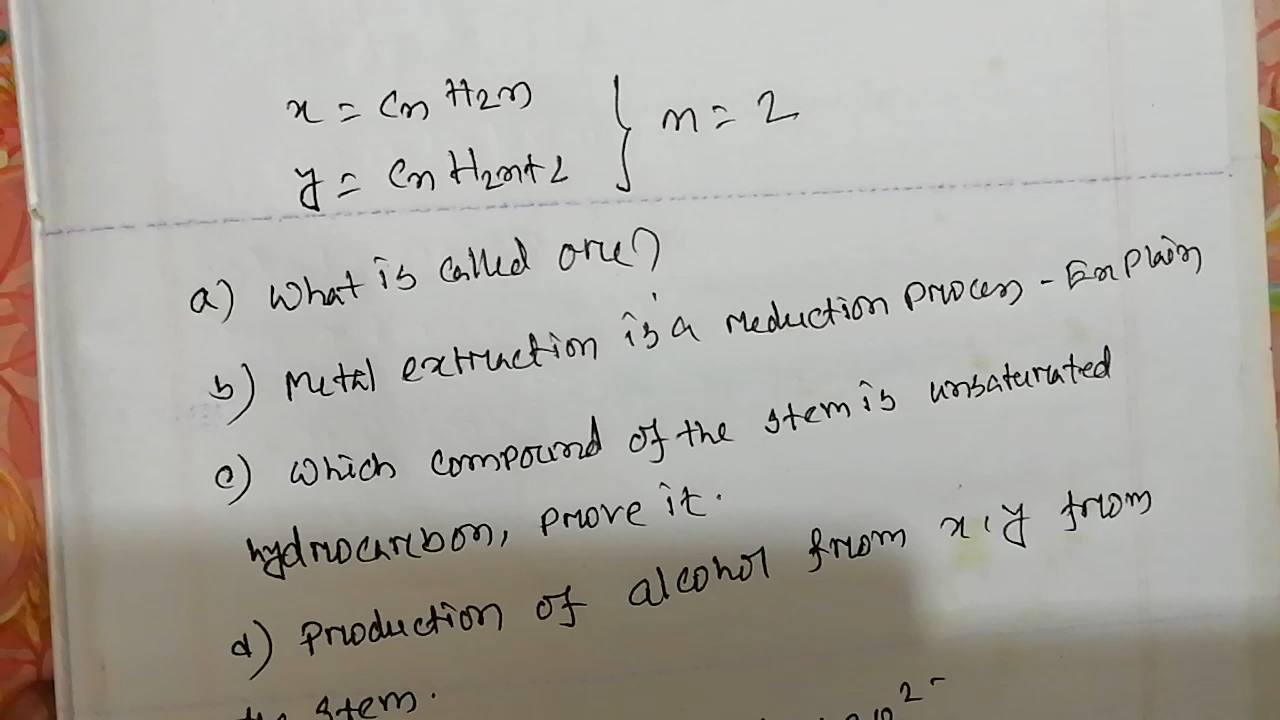 x = CnH2n } n = 2
y = CnH2n+2
a) What is called ore?
b) Metal extraction is a reduction process - Explain
c) Which compound of the stem is unsaturated
hydrocarbon, prove it.
d) Production of alcohol from x, y from
the stem.